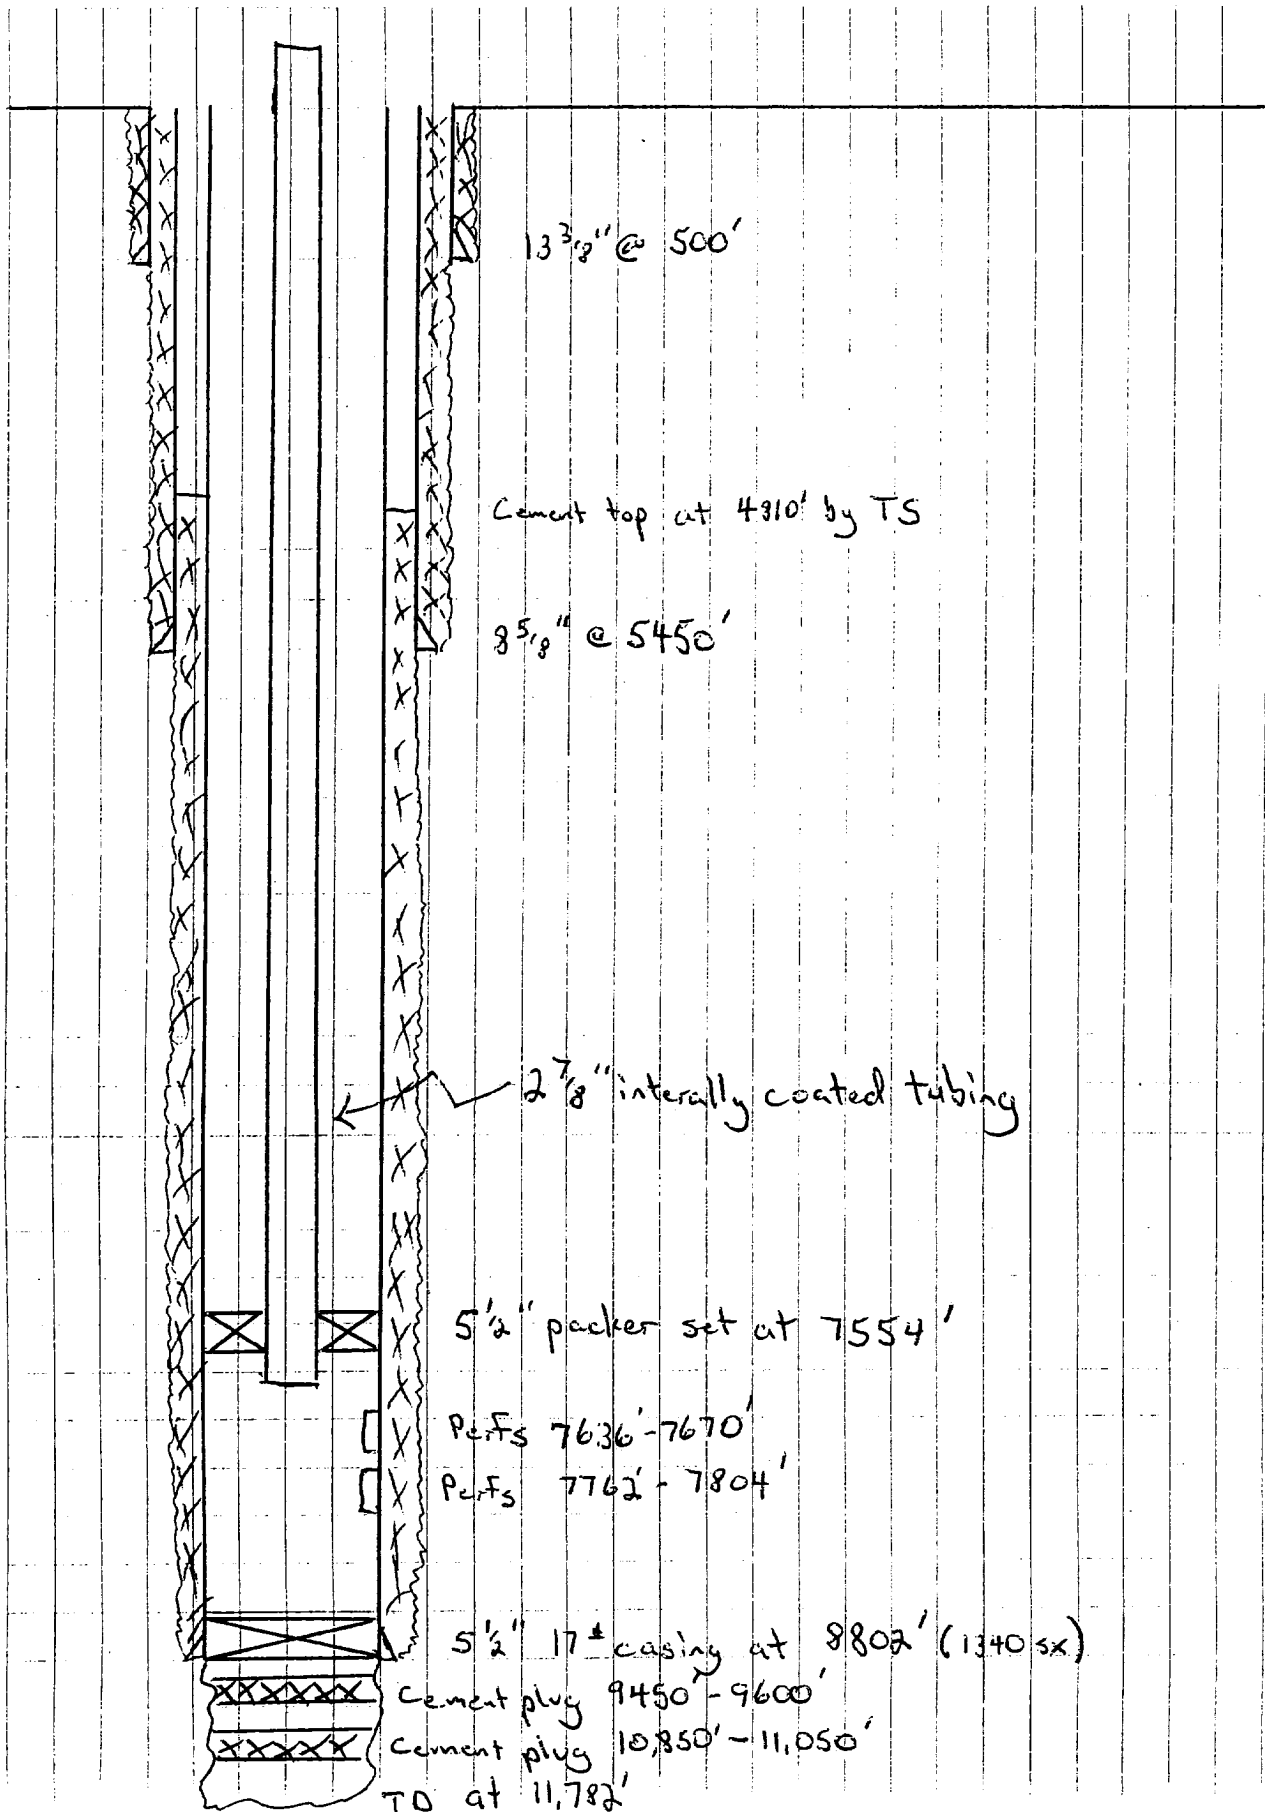 13 3/8" @ 500'
Cement top at 4810' by TS
8 5/8" @ 5450'
2 7/8" interally coated tubing
5 1/2" packer set at 7554'
Perfs 7636'-7670'
Perfs 7762'-7804'
5 1/2" 17# casing at 8802' (1340 sx)
Cement plug 9450'-9600'
Cement plug 10,850'-11,050'
TD at 11,782'